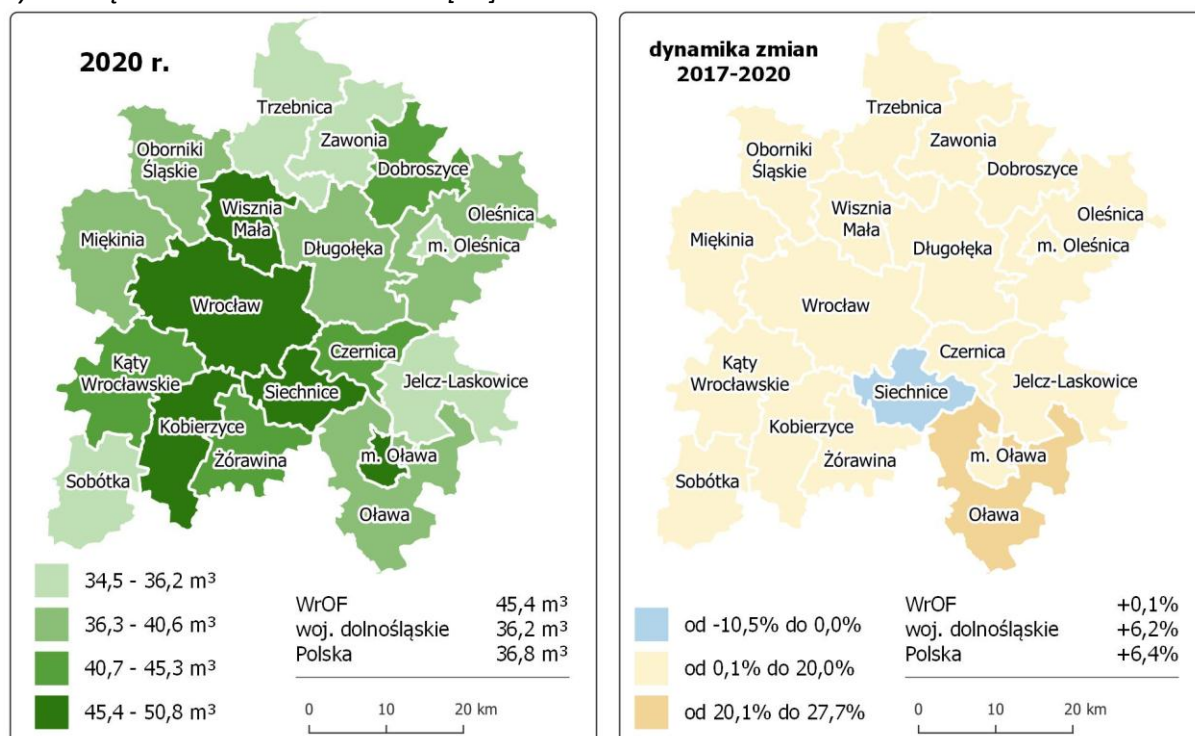 2020 r.
Trzebnica
Zawonia
Oborniki
Śląskie
Dobroszyce
Wisznia
Mała
Oleśnica
Miękinia
Długołęka
m. Oleśnica
Wrocław
Czernica
Kąty
Wrocławskie
Siechnice
Jelcz-Laskowice
Kobierzyce
m. Oława
Żórawina
Sobótka
Oława
34,5 - 36,2 m³
36,3 - 40,6 m³
40,7 - 45,3 m³
45,4 - 50,8 m³
WrOF 45,4 m³
woj. dolnośląskie 36,2 m³
Polska 36,8 m³
0 10 20 km
dynamika zmian
2017-2020
Trzebnica
Zawonia
Oborniki
Śląskie
Dobroszyce
Wisznia
Mała
Oleśnica
Miękinia
Długołęka
m. Oleśnica
Wrocław
Czernica
Kąty
Wrocławskie
Siechnice
Jelcz-Laskowice
Kobierzyce
m. Oława
Żórawina
Sobótka
Oława
od -10,5% do 0,0%
od 0,1% do 20,0%
od 20,1% do 27,7%
WrOF +0,1%
woj. dolnośląskie +6,2%
Polska +6,4%
0 10 20 km